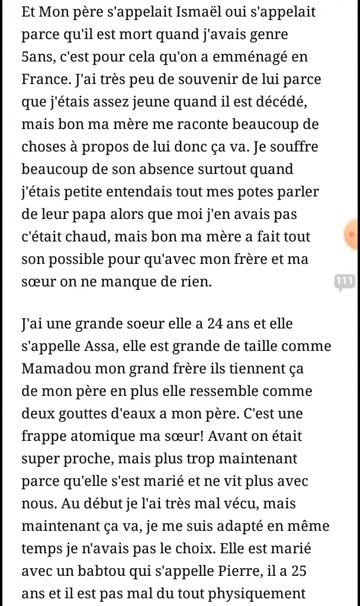 Et Mon père s'appelait Ismaël oui s'appelait
parce qu'il est mort quand j'avais genre
5ans, c'est pour cela qu'on a emménagé en
France. J'ai très peu de souvenir de lui parce
que j'étais assez jeune quand il est décédé,
mais bon ma mère me raconte beaucoup de
choses à propos de lui donc ça va. Je souffre
beaucoup de son absence surtout quand
j'étais petite entendais tout mes potes parler
de leur papa alors que moi j'en avais pas
c'était chaud, mais bon ma mère a fait tout
son possible pour qu'avec mon frère et ma
sœur on ne manque de rien.
111
J'ai une grande soeur elle a 24 ans et elle
s'appelle Assa, elle est grande de taille comme
Mamadou mon grand frère ils tiennent ça
de mon père en plus elle ressemble comme
deux gouttes d'eaux a mon père. C'est une
frappe atomique ma sœur! Avant on était
super proche, mais plus trop maintenant
parce qu'elle s'est marié et ne vit plus avec
nous. Au début je l'ai très mal vécu, mais
maintenant ça va, je me suis adapté en même
temps je n'avais pas le choix. Elle est marié
avec un babtou qui s'appelle Pierre, il a 25
ans et il est pas mal du tout physiquement